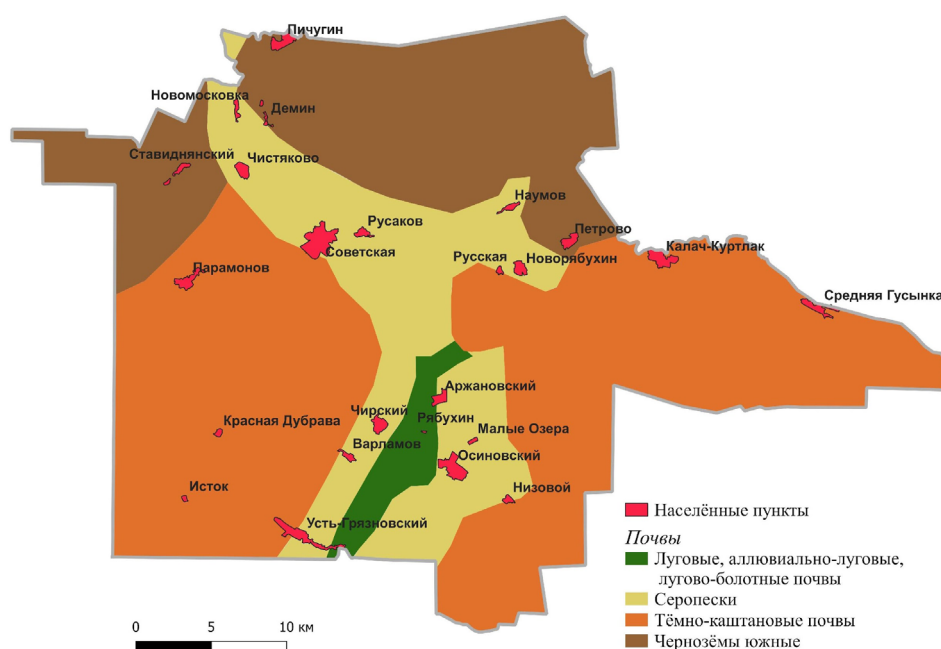 Пичугин
Новомосковка
Демин
Ставиднянский
Чистяково
Наумов
Русаков
Петрово
Советская
Калач-Куртлак
Русская
Новорябухин
Парамонов
Средняя Гусынка
Аржановский
Чирский
Рябухин
Красная Дубрава
Малые Озера
Варламов
Осиновский
Исток
Низовой
Усть-Грязновский
Населённые пункты
Почвы
Луговые, аллювиально-луговые,
лугово-болотные почвы
Серопески
Тёмно-каштановые почвы
Чернозёмы южные
0 5 10 км